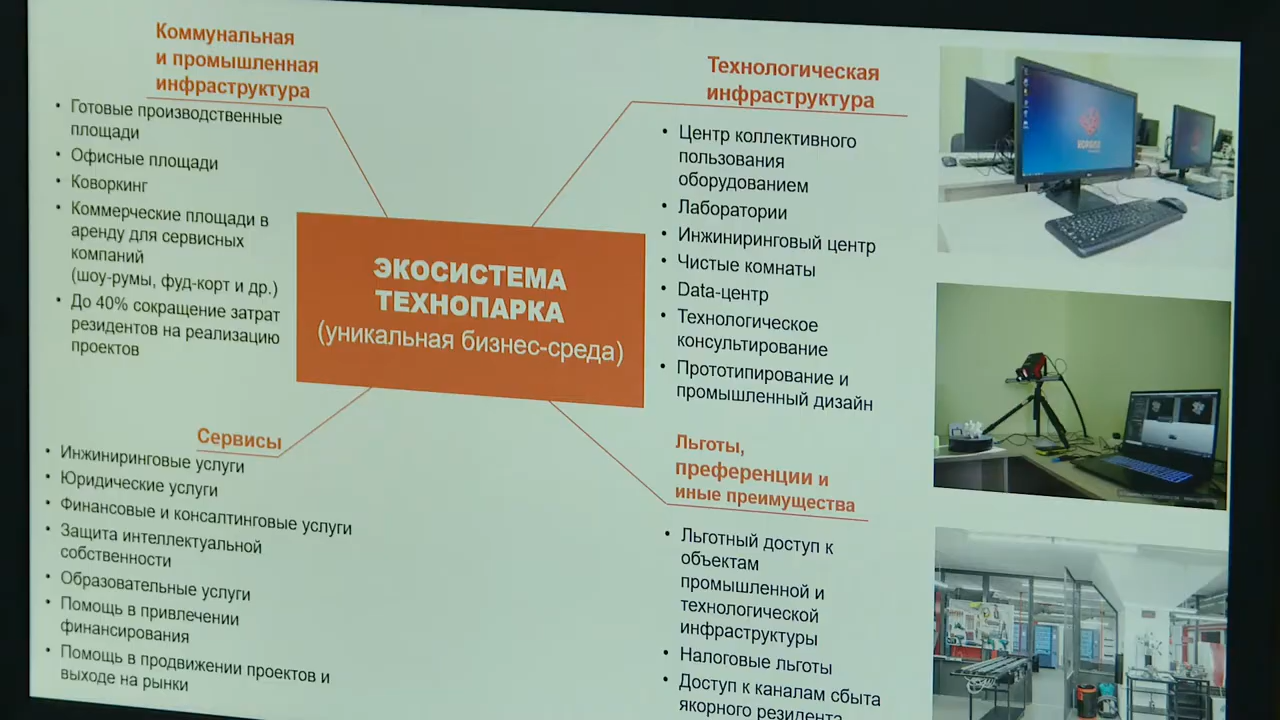 Коммунальная
и промышленная
инфраструктура
• Готовые производственные
площади
• Офисные площади
• Коворкинг
• Коммерческие площади в
аренду для сервисных
компаний
(шоу-румы, фуд-корт и др.)
• До 40% сокращение затрат
резидентов на реализацию
проектов
Технологическая
инфраструктура
• Центр коллективного
пользования
оборудованием
• Лаборатории
• Инжиниринговый центр
• Чистые комнаты
• Data-центр
• Технологическое
консультирование
• Прототипирование и
промышленный дизайн
ЭКОСИСТЕМА
ТЕХНОПАРКА
(уникальная бизнес-среда)
Сервисы
• Инжиниринговые услуги
• Юридические услуги
• Финансовые и консалтинговые услуги
• Защита интеллектуальной
собственности
• Образовательные услуги
• Помощь в привлечении
финансирования
• Помощь в продвижении проектов и
выходе на рынки
Льготы,
преференции и
иные преимущества
• Льготный доступ к
объектам
промышленной и
технологической
инфраструктуры
• Налоговые льготы
• Доступ к каналам сбыта
якорного резидента